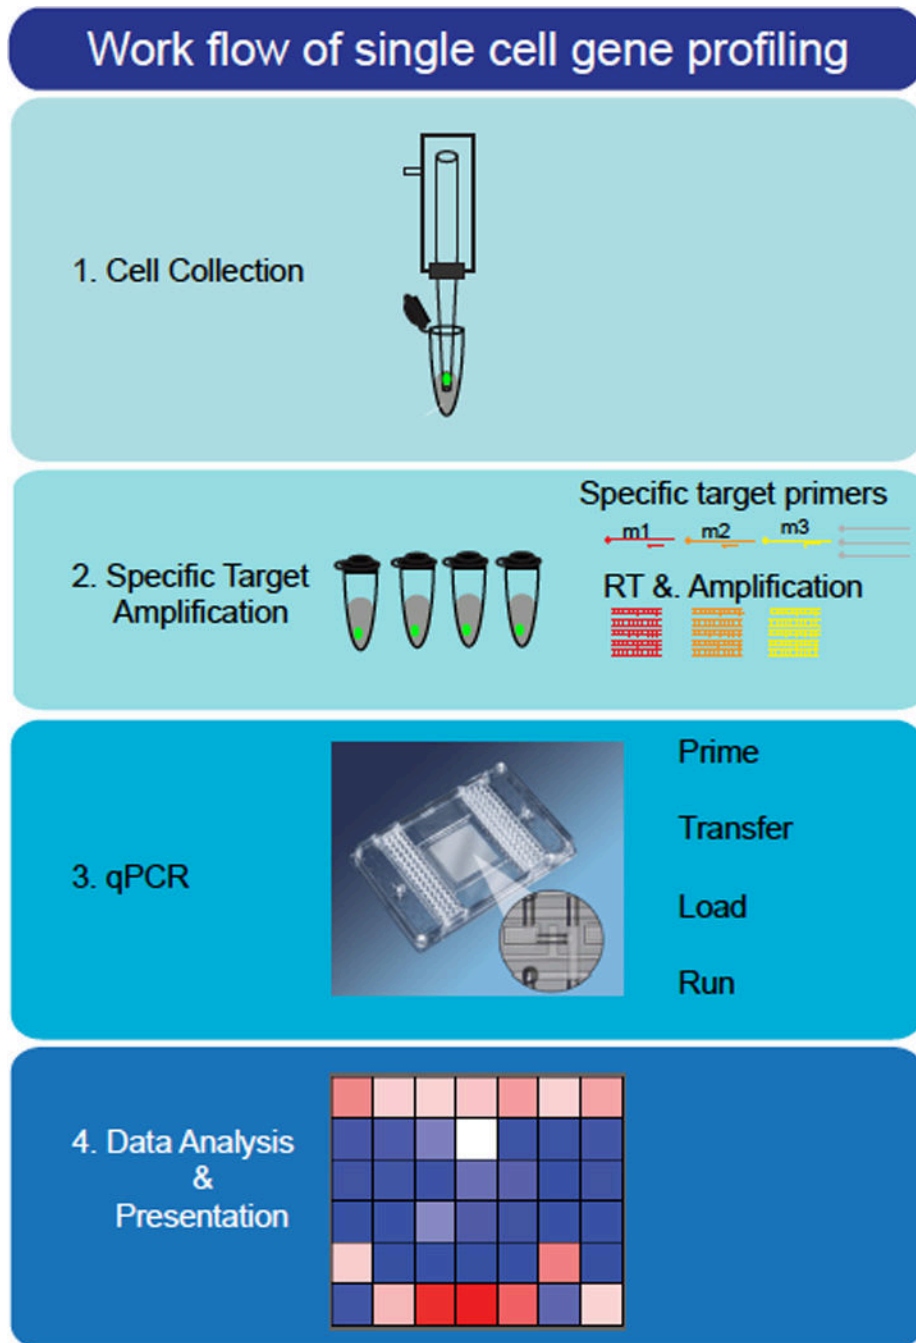 Work flow of single cell gene profiling
1. Cell Collection
2. Specific Target
Amplification
Specific target primers
m1 m2 m3
RT &. Amplification
3. qPCR
Prime
Transfer
Load
Run
4. Data Analysis
&
Presentation